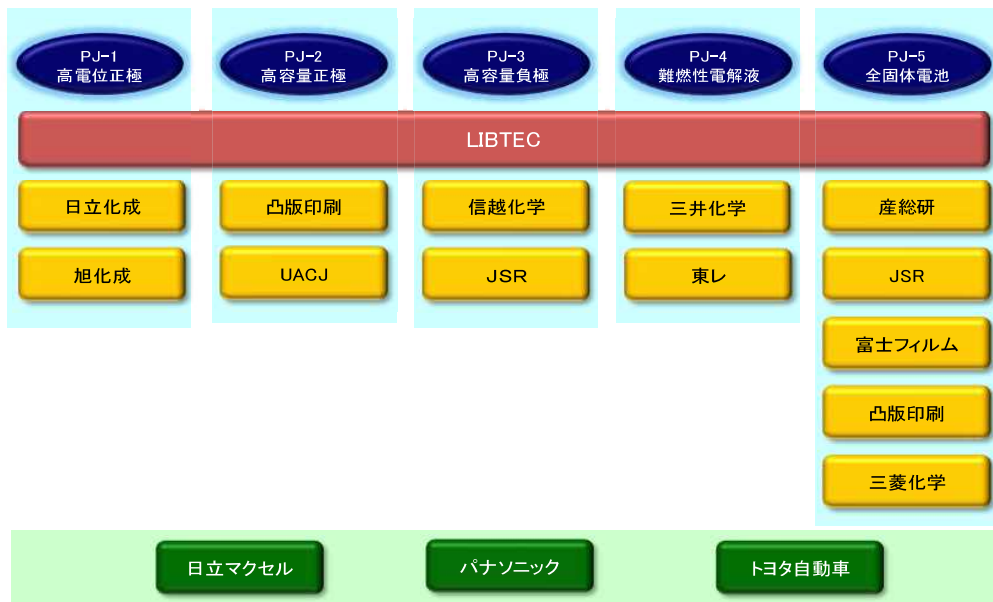 PJ-1
高電位正極
PJ-2
高容量正極
PJ-3
高容量負極
PJ-4
難燃性電解液
PJ-5
全固体電池
LIBTEC
日立化成
凸版印刷
信越化学
三井化学
産総研
旭化成
UACJ
JSR
東レ
JSR
富士フィルム
凸版印刷
三菱化学
日立マクセル
パナソニック
トヨタ自動車